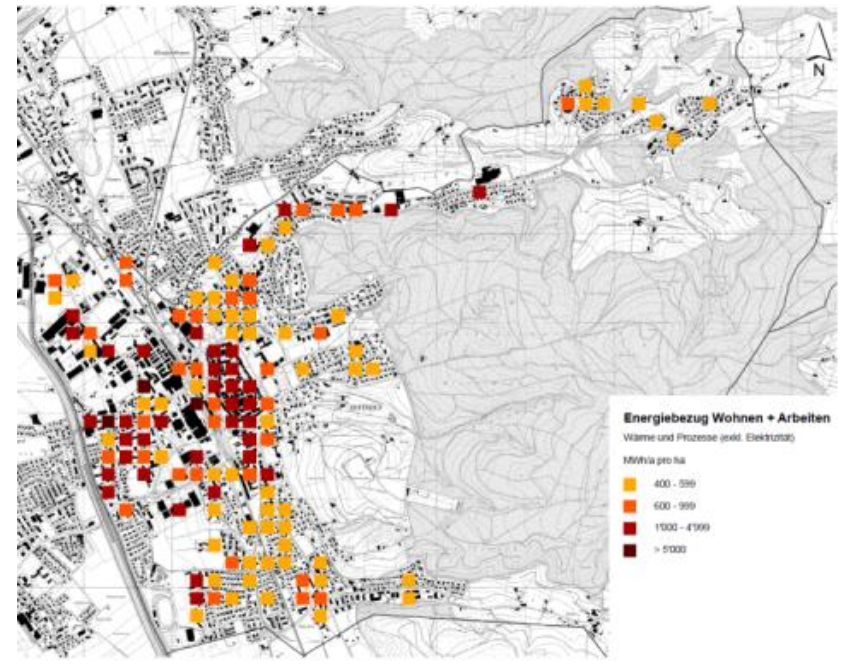 N
Energiebezug Wohnen + Arbeiten
Wärme und Prozesse (exkl. Elektrizität)
MWh/a pro ha
400 - 599
600 - 999
1'000 - 4'999
> 5'000